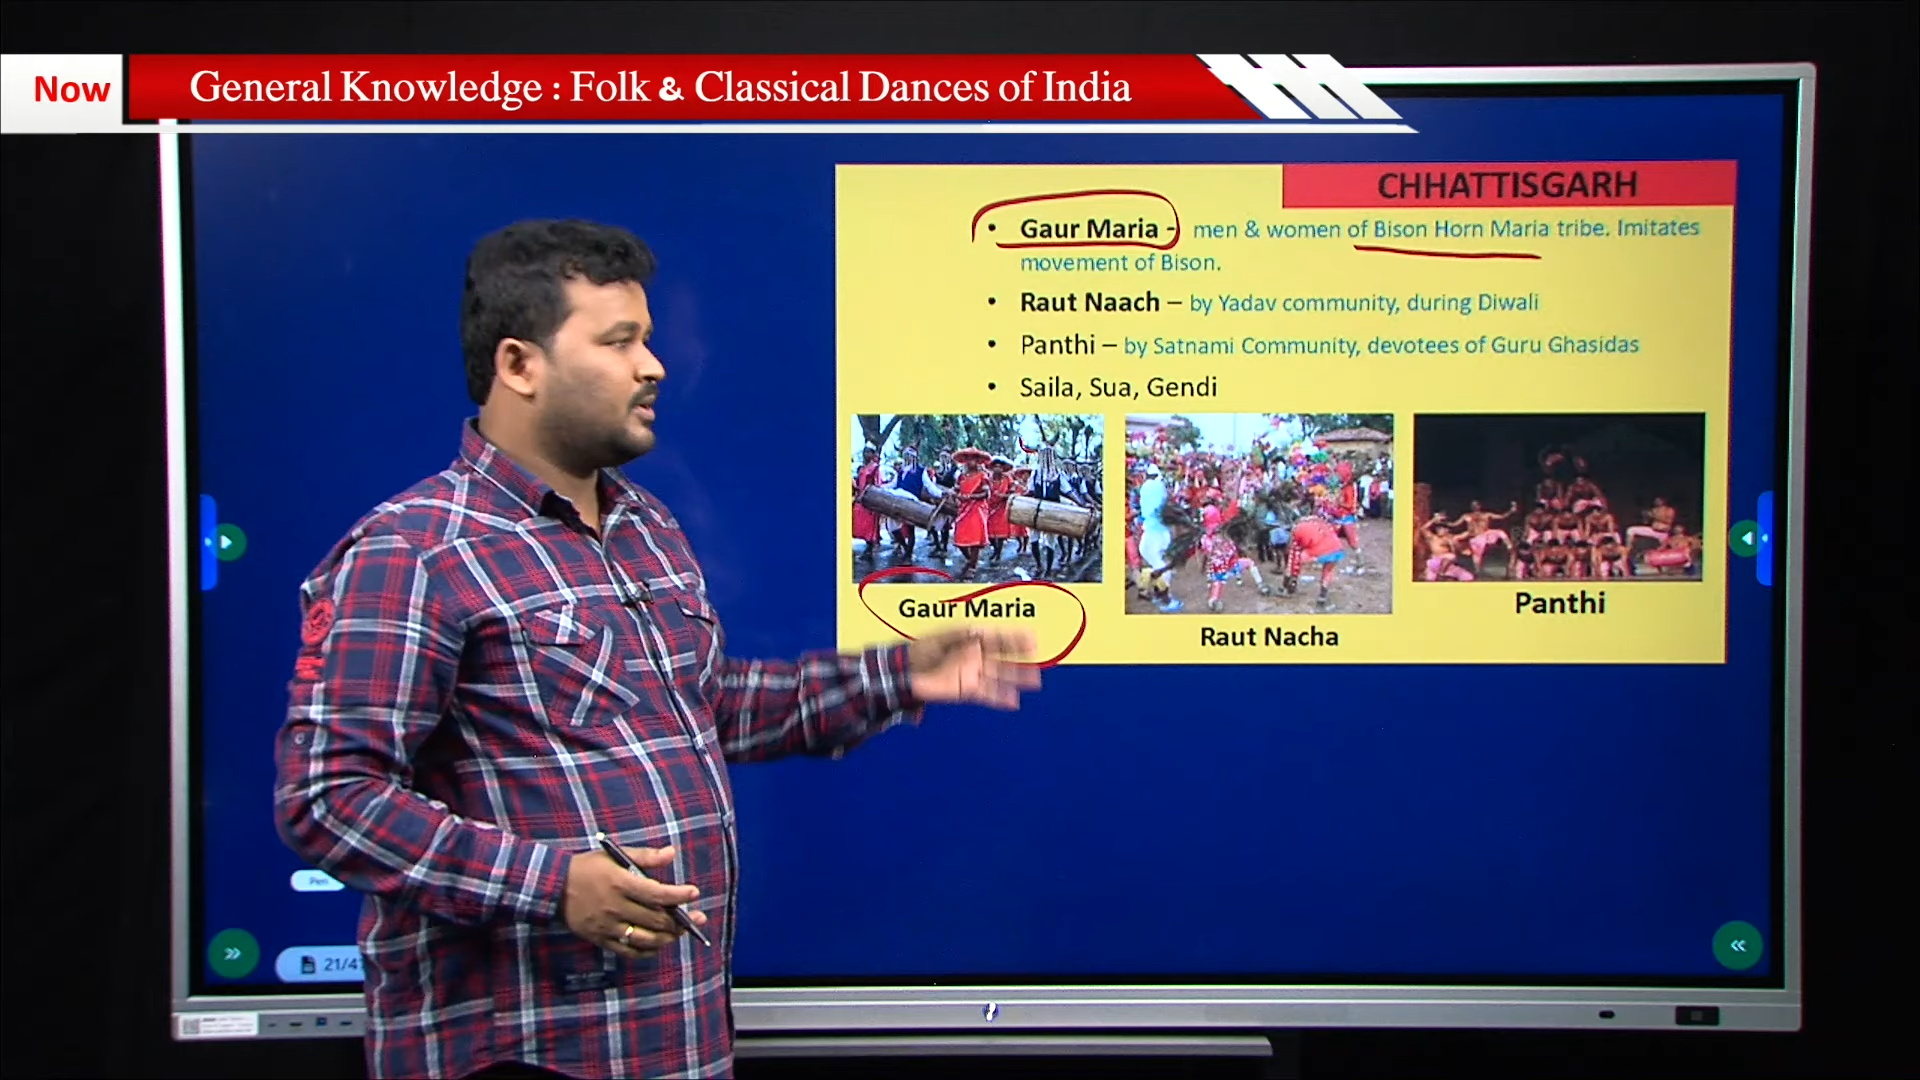 Now
General Knowledge : Folk & Classical Dances of India
CHHATTISGARH
• Gaur Maria - men & women of Bison Horn Maria tribe. Imitates
movement of Bison.
• Raut Naach – by Yadav community, during Diwali
• Panthi – by Satnami Community, devotees of Guru Ghasidas
• Saila, Sua, Gendi
Gaur Maria
Raut Nacha
Panthi
Pen